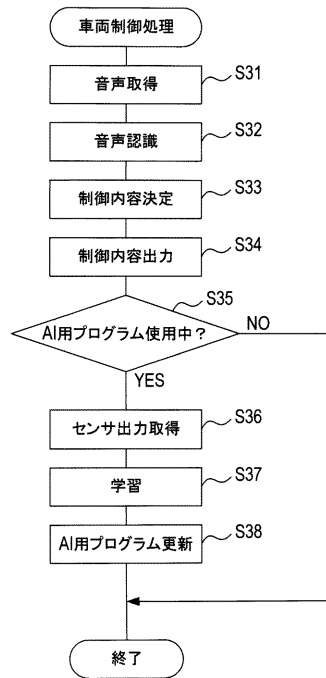 車両制御処理
音声取得
S31
音声認識
S32
制御内容決定
S33
制御内容出力
S34
S35
AI用プログラム使用中？
NO
YES
センサ出力取得
S36
学習
S37
AI用プログラム更新
S38
終了